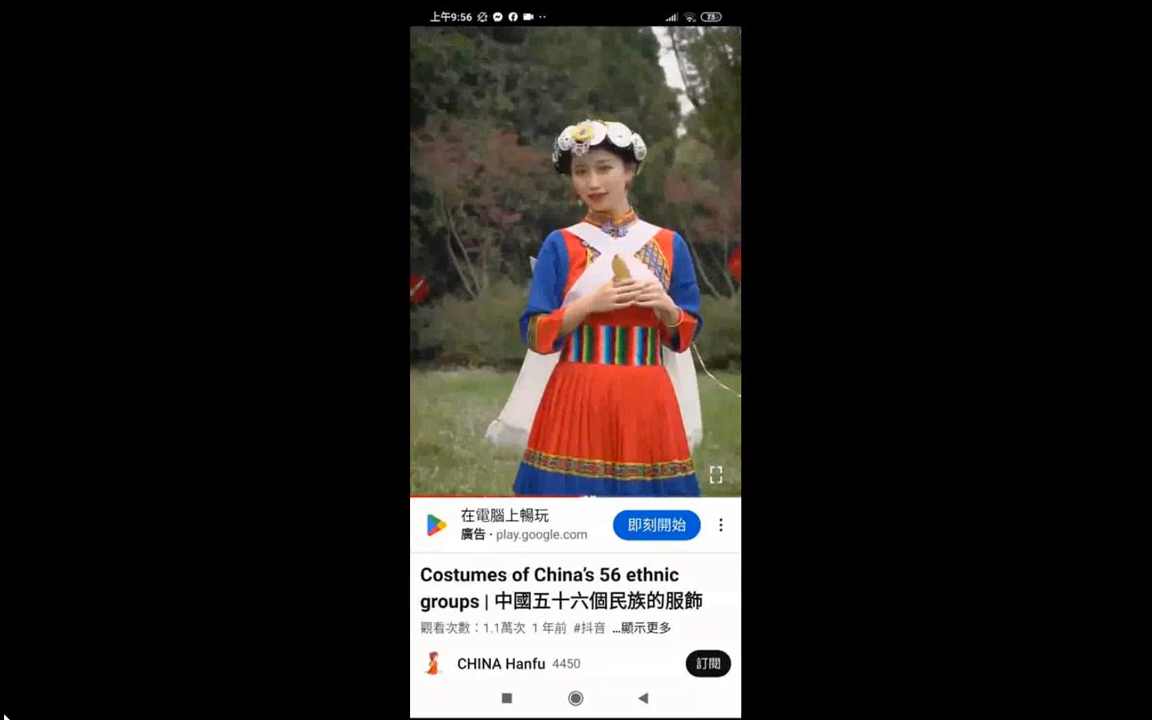 上午9:56
73
在電腦上暢玩
廣告 · play.google.com
即刻開始
Costumes of China’s 56 ethnic
groups | 中國五十六個民族的服飾
觀看次數：1.1萬次 1 年前 #抖音 ...顯示更多
CHINA Hanfu 4450
訂閱